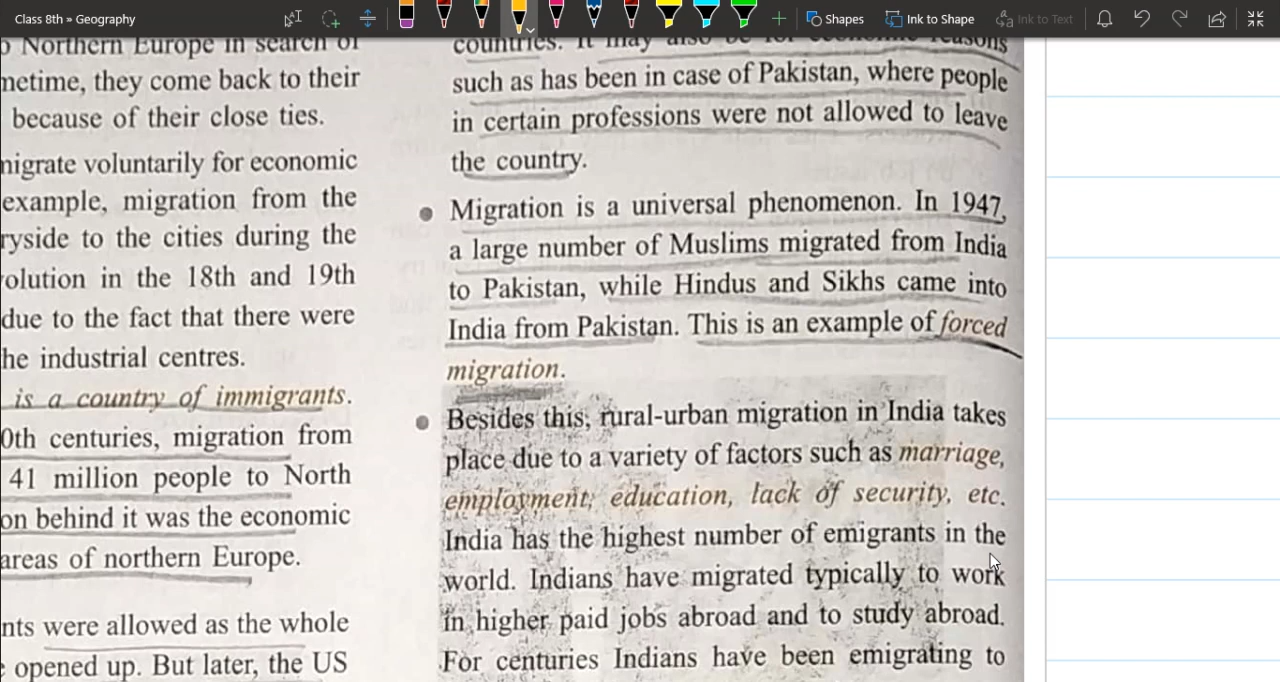 Class 8th » Geography
Shapes
Ink to Shape
Ink to Text
Northern Europe in search of
metime, they come back to their
because of their close ties.
nigrate voluntarily for economic
example, migration from the
ryside to the cities during the
olution in the 18th and 19th
due to the fact that there were
he industrial centres.
is a country of immigrants.
0th centuries, migration from
41 million people to North
on behind it was the economic
areas of northern Europe.
nts were allowed as the whole
opened up. But later, the US
countries. It may also be for economic reasons
such as has been in case of Pakistan, where people
in certain professions were not allowed to leave
the country.
Migration is a universal phenomenon. In 1947,
a large number of Muslims migrated from India
to Pakistan, while Hindus and Sikhs came into
India from Pakistan. This is an example of forced
migration.
Besides this, rural-urban migration in India takes
place due to a variety of factors such as marriage,
employment, education, lack of security, etc.
India has the highest number of emigrants in the
world. Indians have migrated typically to work
in higher paid jobs abroad and to study abroad.
For centuries Indians have been emigrating to